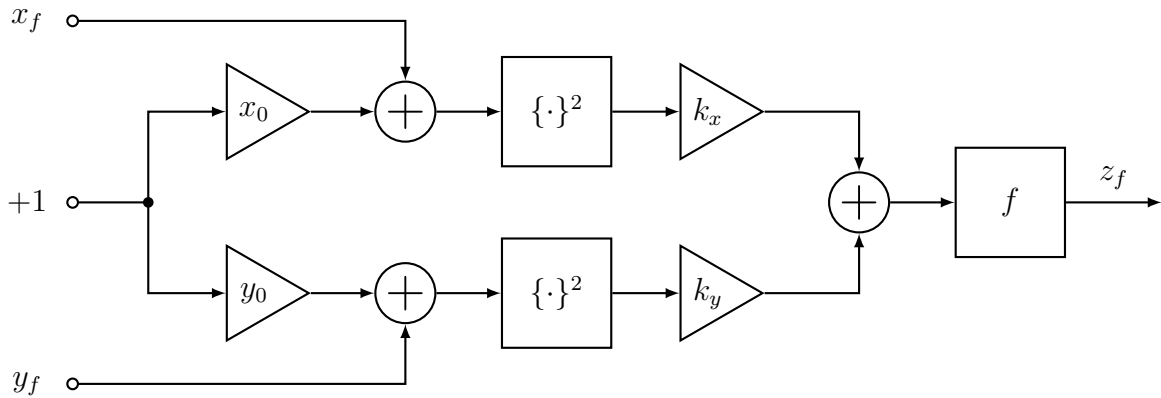 x_f
x_0
{·}^2
k_x
+1
f
z_f
y_0
{·}^2
k_y
y_f